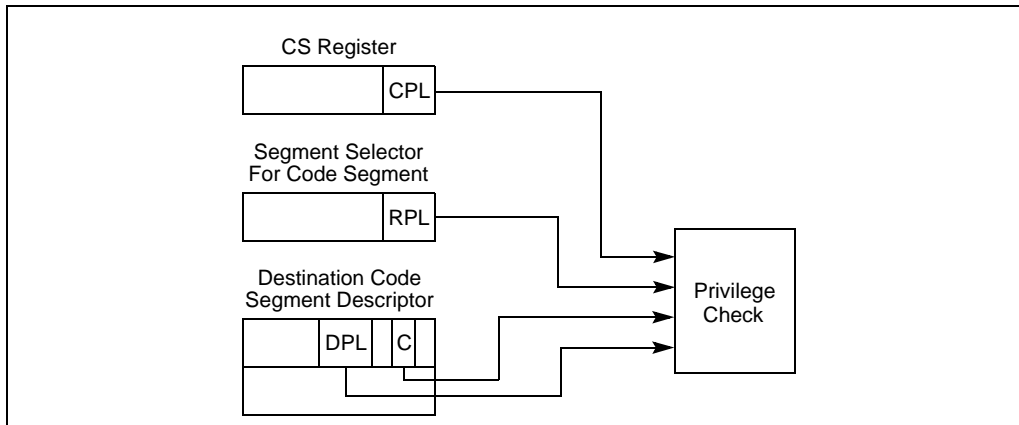 CS Register
CPL
Segment Selector
For Code Segment
RPL
Destination Code
Segment Descriptor
DPL
C
Privilege
Check